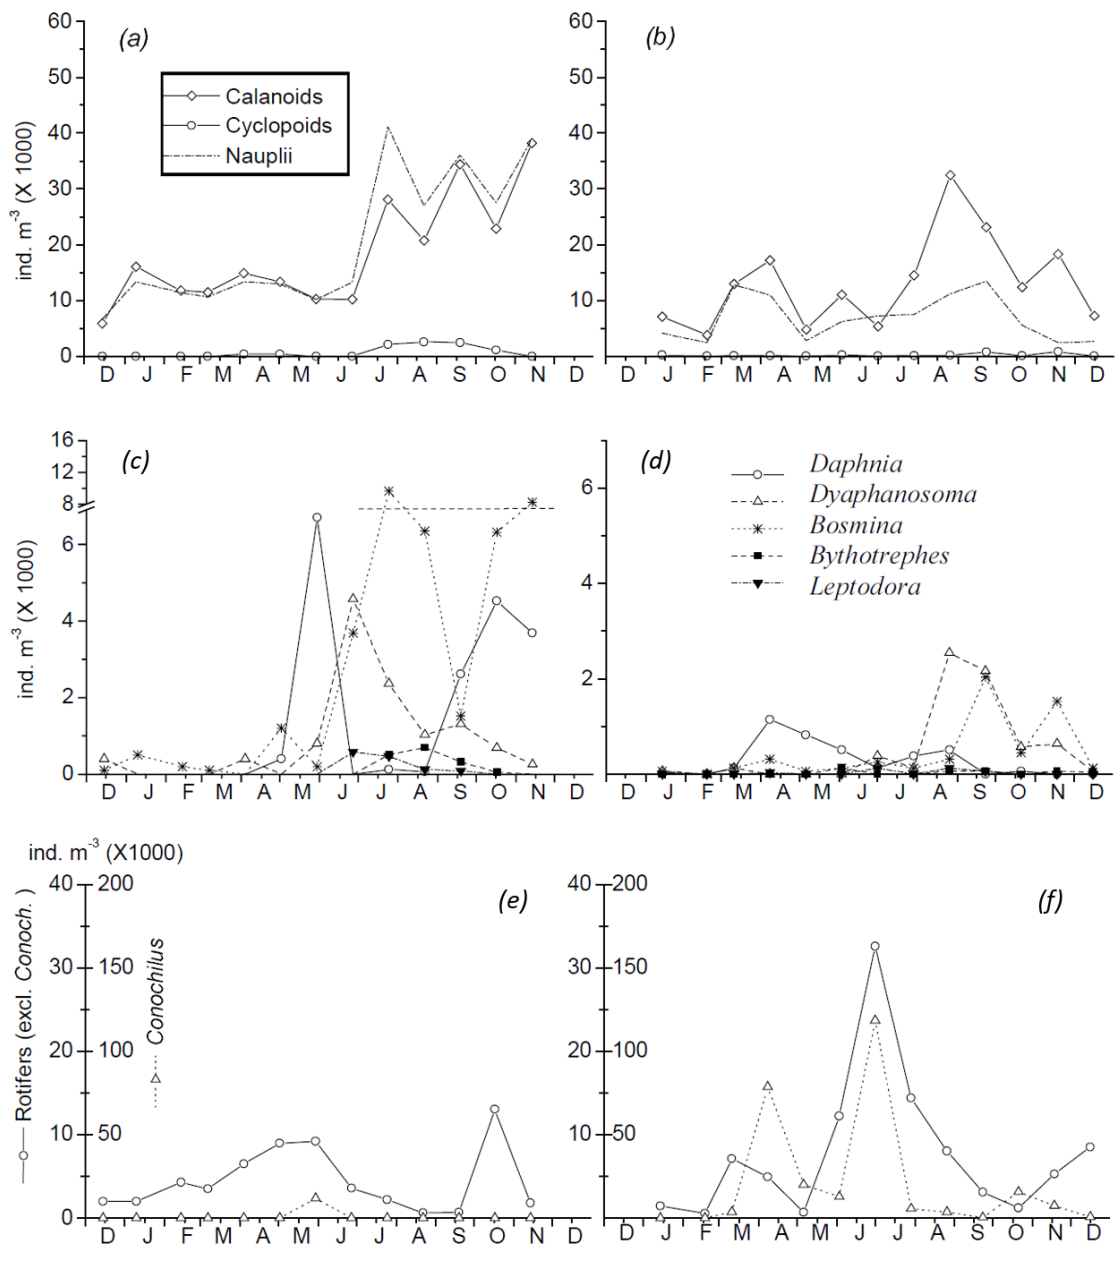 60
50
40
30
20
10
0
ind. m-3 (X 1000)
(a)
Calanoids
Cyclopoids
Nauplii
D J F M A M J J A S O N D
60
50
40
30
20
10
0
(b)
D J F M A M J J A S O N D
16
12
8
6
4
2
0
ind. m-3 (X 1000)
(c)
D J F M A M J J A S O N D
6
4
2
(d)
Daphnia
Dyaphanosoma
Bosmina
Bythotrephes
Leptodora
D J F M A M J J A S O N D
ind. m-3 (X1000)
40 200
30 150
20 100
10 50
0
Rotifers (excl. Conoch. )
Conochilus
(e)
D J F M A M J J A S O N D
40 200
30 150
20 100
10 50
0
(f)
D J F M A M J J A S O N D